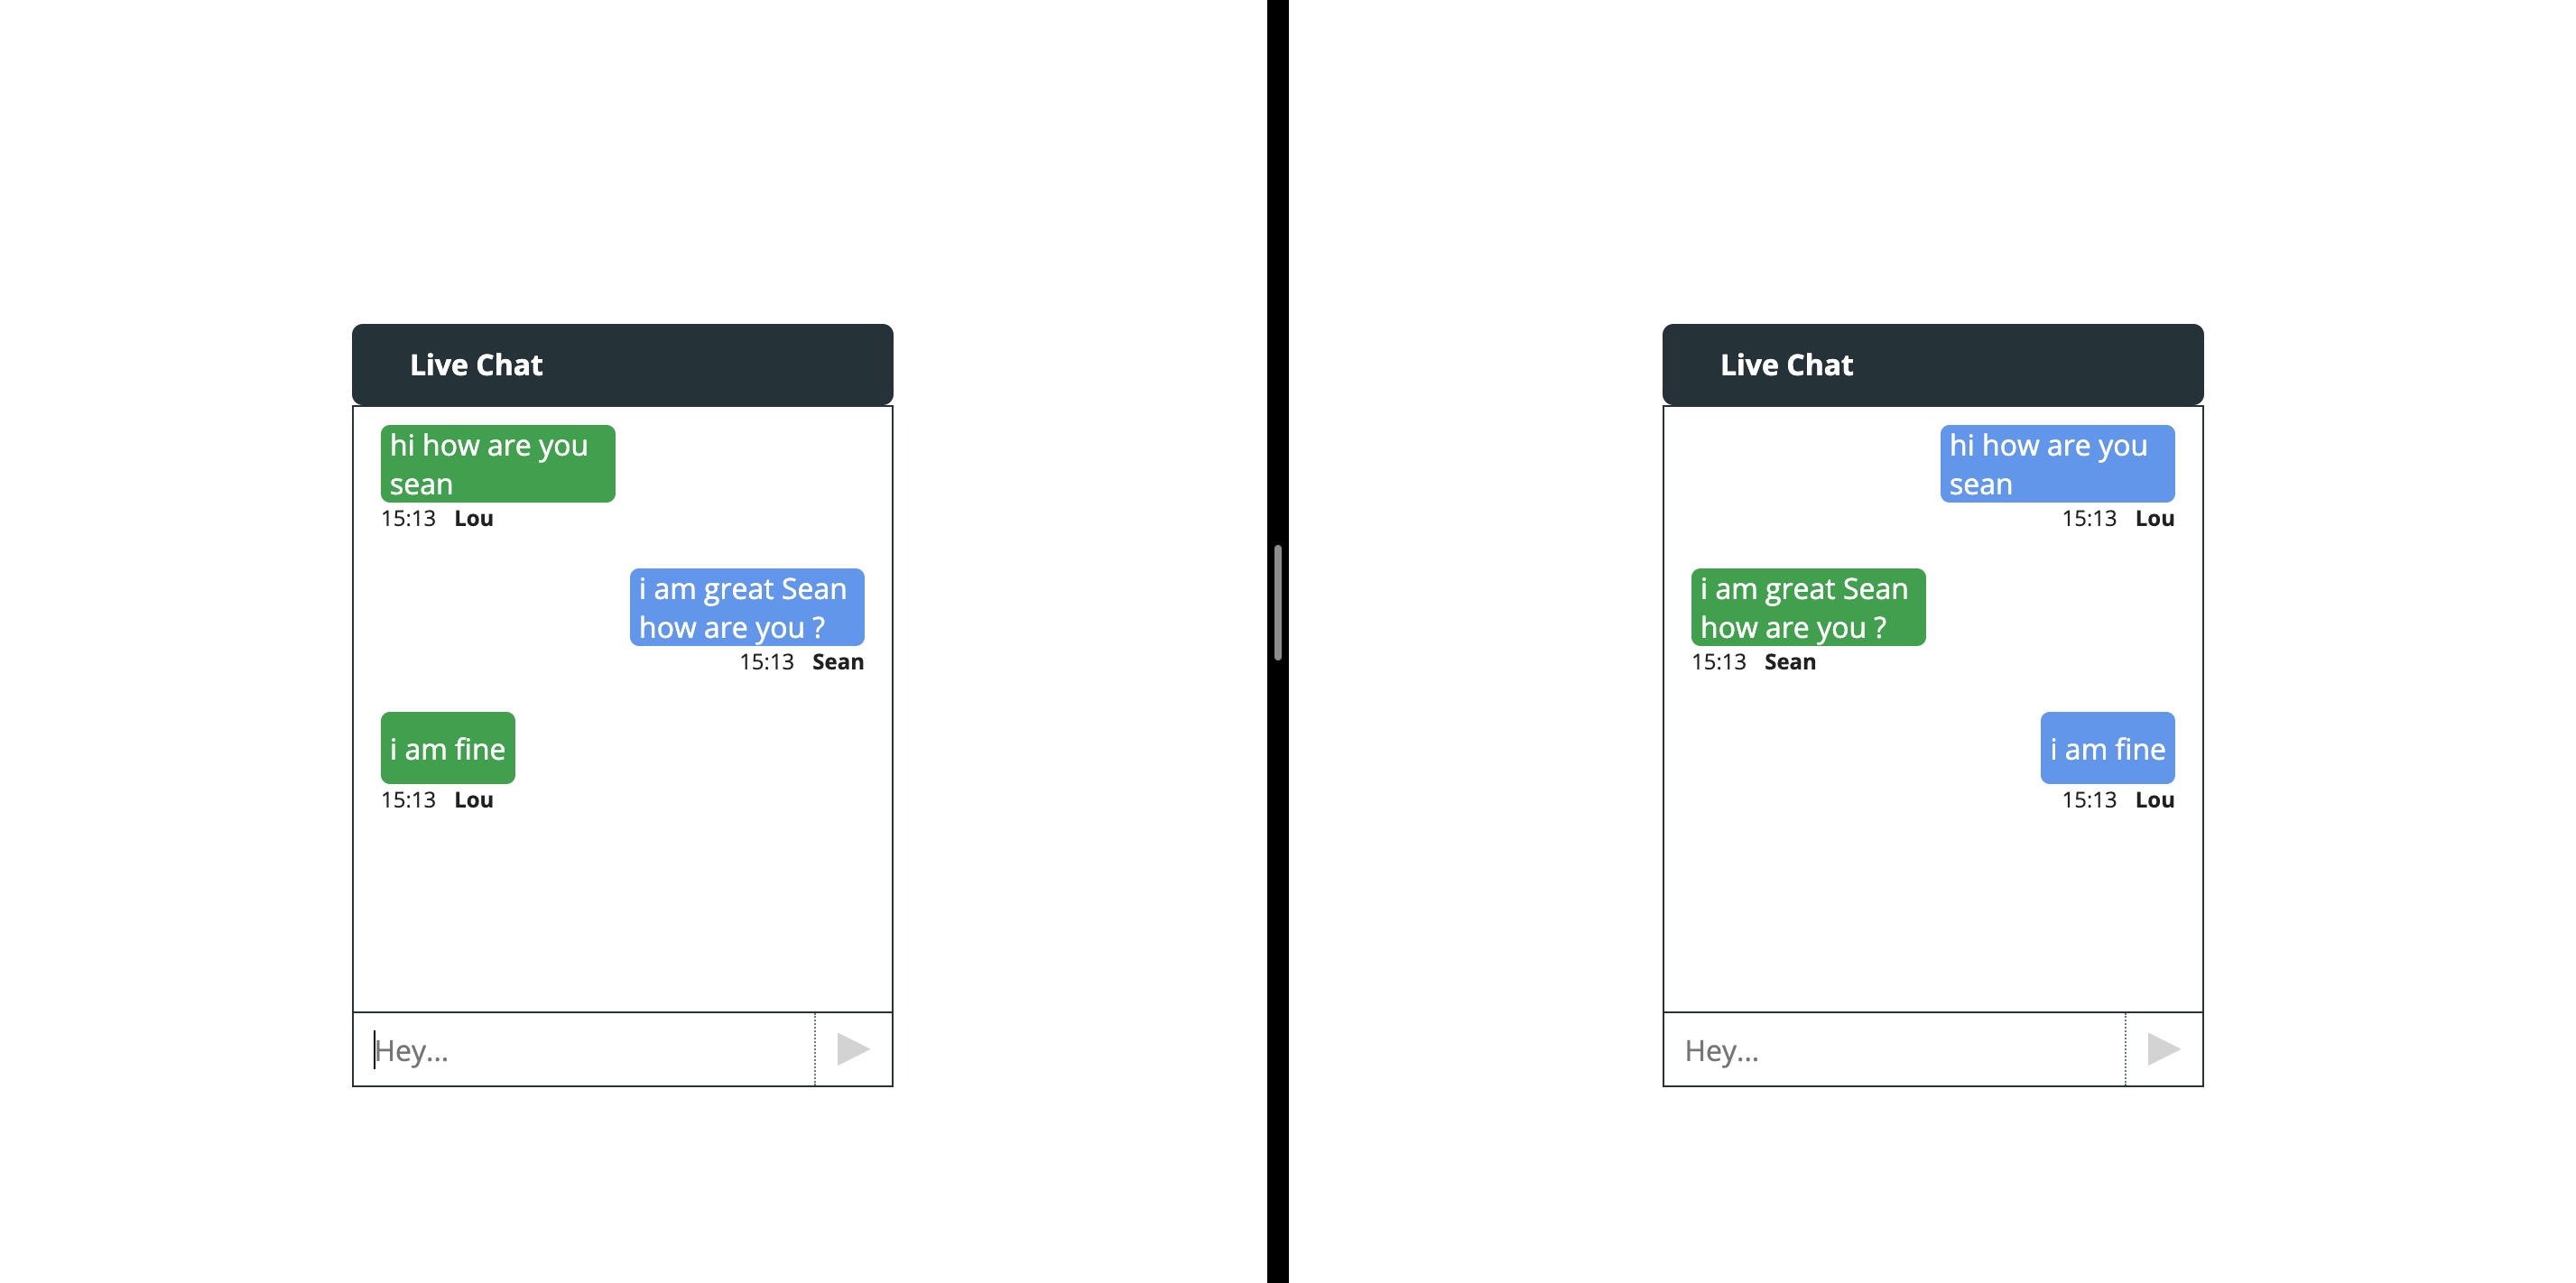 Live Chat
hi how are you
sean
15:13 Lou
i am great Sean
how are you ?
15:13 Sean
i am fine
15:13 Lou
Hey...
Live Chat
hi how are you
sean
15:13 Lou
i am great Sean
how are you ?
15:13 Sean
i am fine
15:13 Lou
Hey...